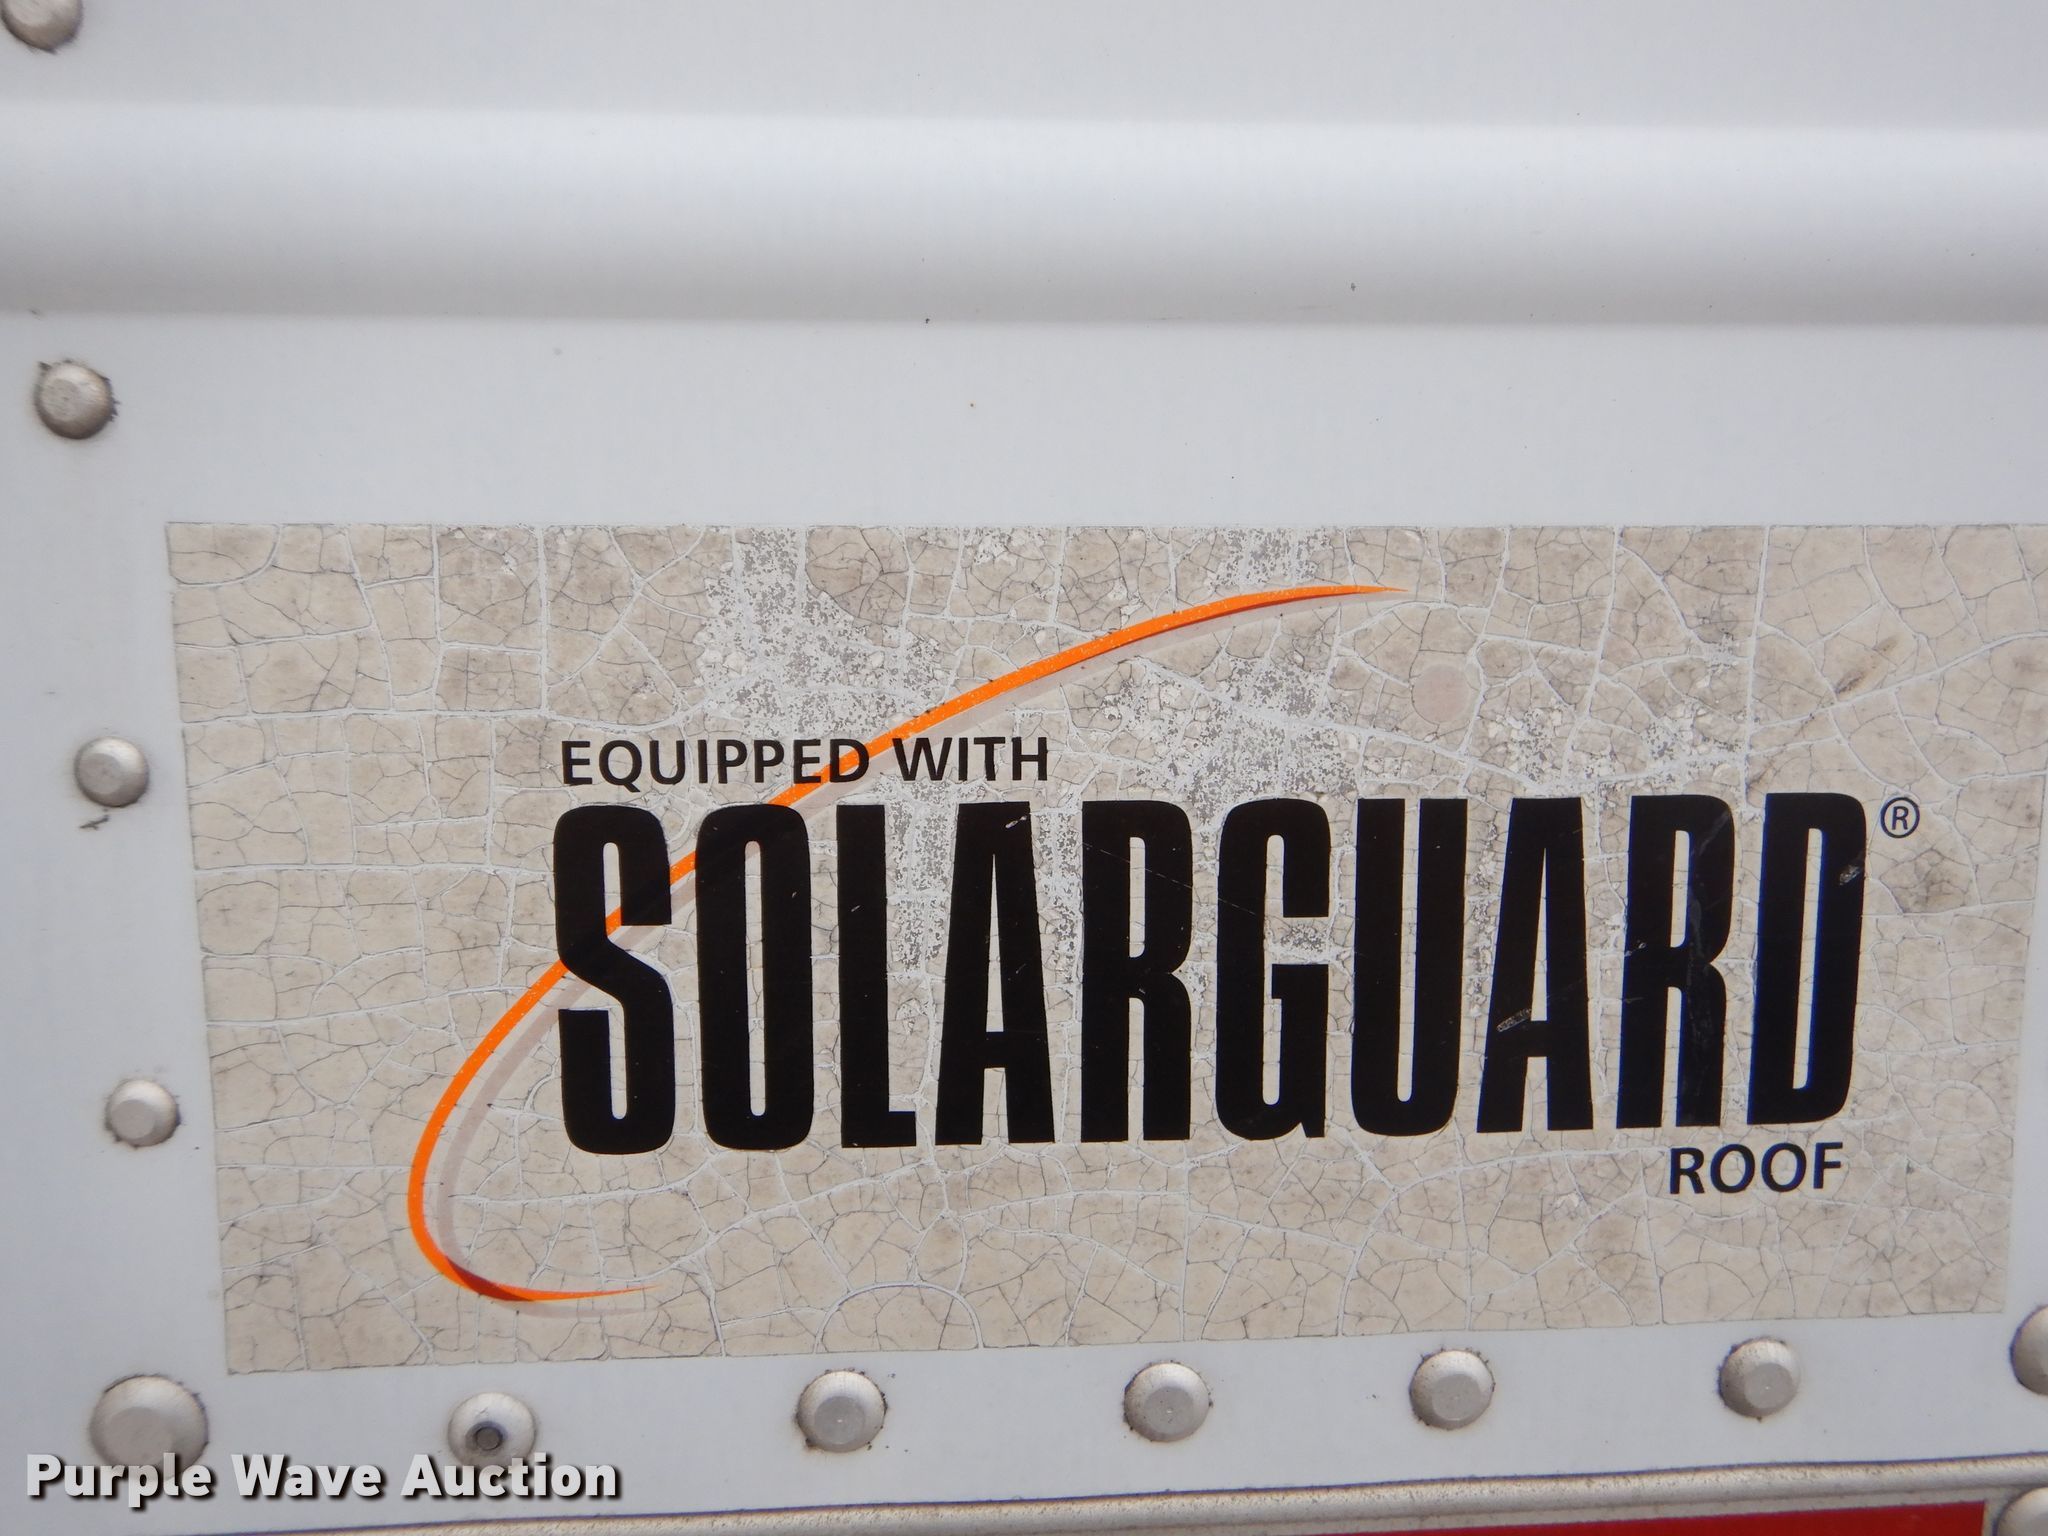 EQUIPPED WITH
SOLARGUARD®
ROOF
Purple Wave Auction